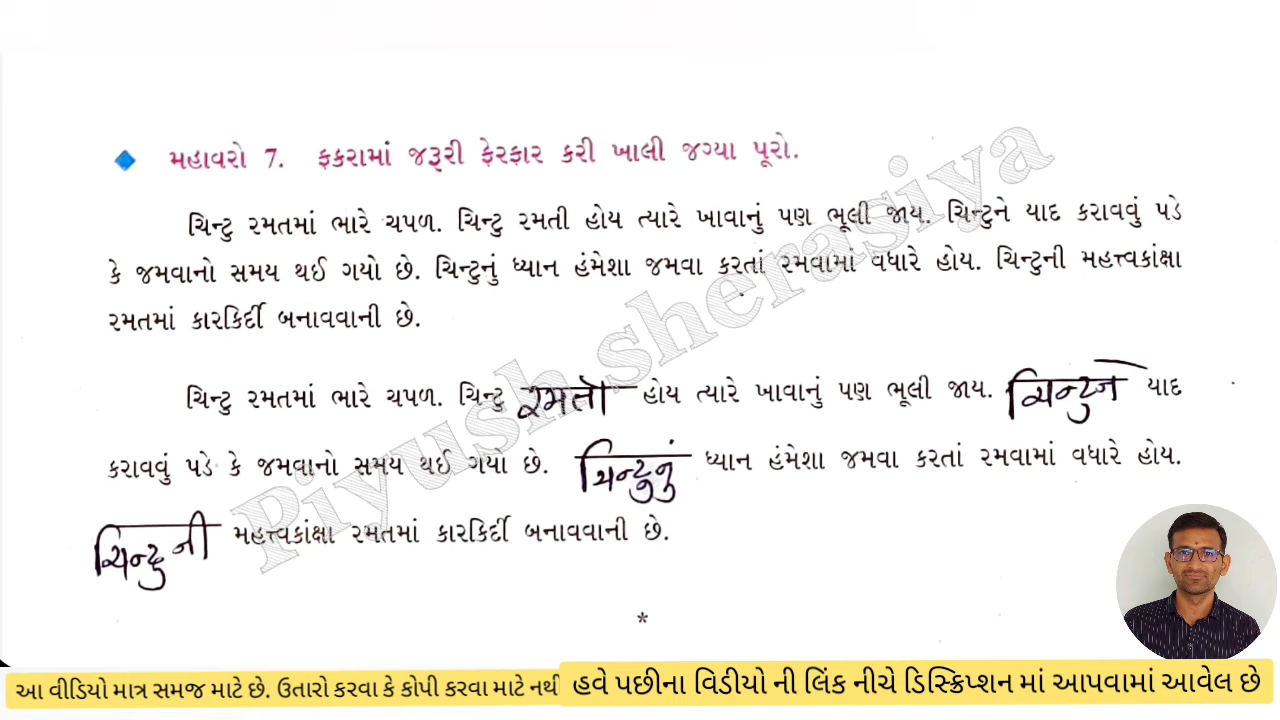 મહાવરો 7. ફકરામાં જરૂરી ફેરફાર કરી ખાલી જગ્યા પૂરો.
ચિન્ટુ રમતમાં ભારે ચપળ. ચિન્ટુ રમતી હોય ત્યારે ખાવાનું પણ ભૂલી જાય. ચિન્ટુને યાદ કરાવવું પડે
કે જમવાનો સમય થઈ ગયો છે. ચિન્ટુનું ધ્યાન હંમેશા જમવા કરતાં રમવામાં વધારે હોય. ચિન્ટુની મહત્ત્વકાંક્ષા
રમતમાં કારકિર્દી બનાવવાની છે.
ચિન્ટુ રમતમાં ભારે ચપળ. ચિન્ટુ રમતો હોય ત્યારે ખાવાનું પણ ભૂલી જાય. ચિન્ટુને યાદ
કરાવવું પડે કે જમવાનો સમય થઈ ગયો છે. ચિન્ટુનું ધ્યાન હંમેશા જમવા કરતાં રમવામાં વધારે હોય.
ચિન્ટુની મહત્ત્વકાંક્ષા રમતમાં કારકિર્દી બનાવવાની છે.
*
Piyush sherasiya
આ વીડિયો માત્ર સમજ માટે છે. ઉતારો કરવા કે કોપી કરવા માટે નથી
હવે પછીના વિડીયો ની લિંક નીચે ડિસ્ક્રિપ્શન માં આપવામાં આવેલ છે